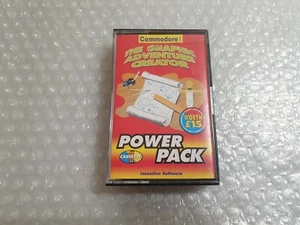 Commodore
THE GRAPHIC
ADVENTURE
CREATOR
WORTH
£15
POWER
PACK
CASSETTE
Incentive Software